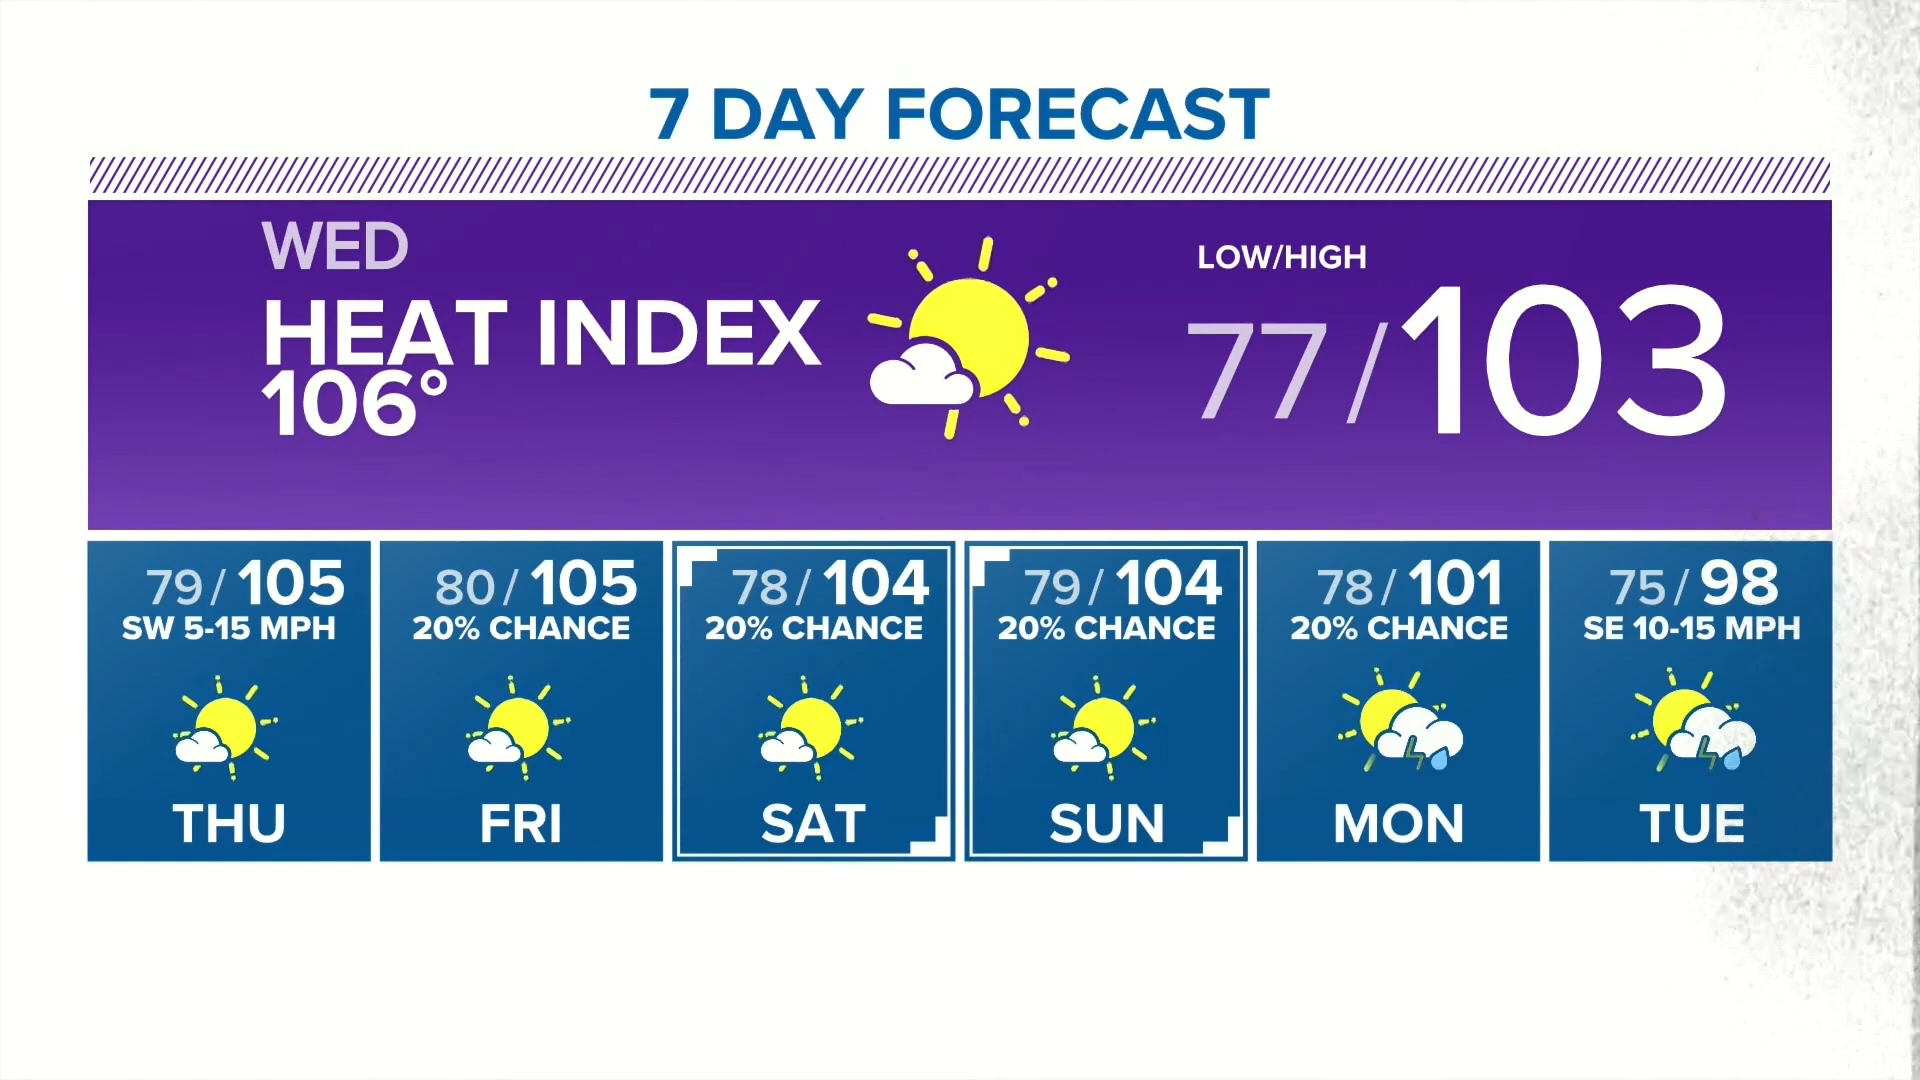 7 DAY FORECAST
WED
HEAT INDEX
106°
LOW/HIGH
77/103
79/105
SW 5-15 MPH
THU
80/105
20% CHANCE
FRI
78/104
20% CHANCE
SAT
79/104
20% CHANCE
SUN
78/101
20% CHANCE
MON
75/98
SE 10-15 MPH
TUE